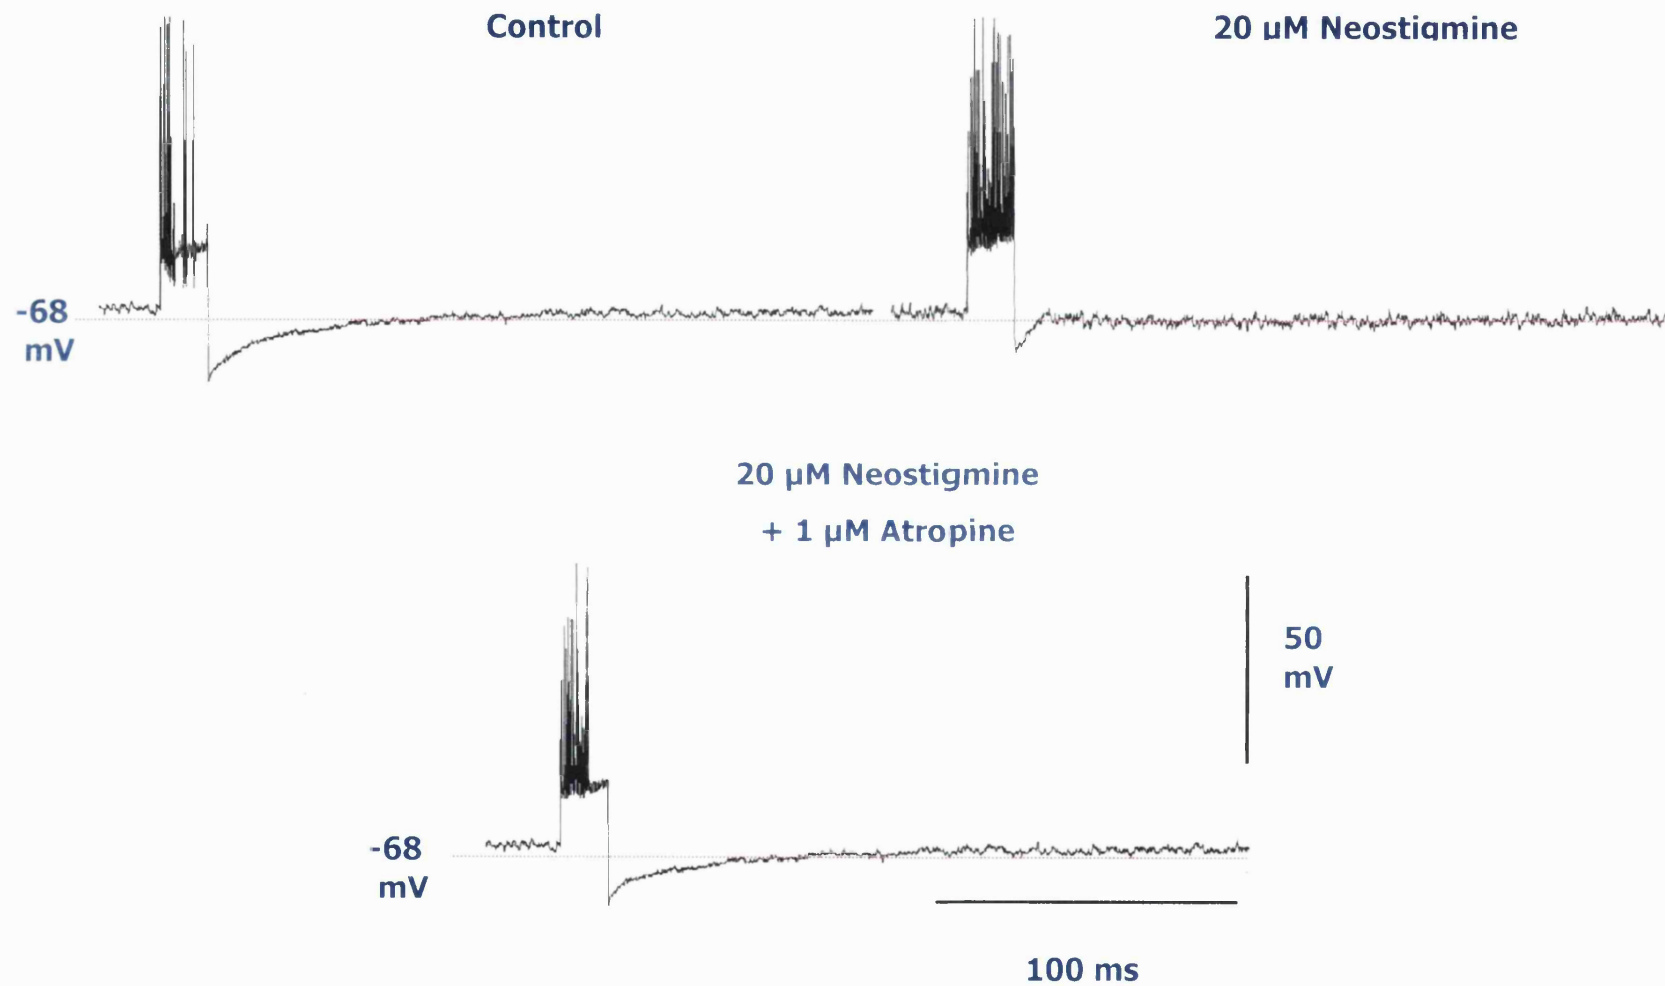 Control
20 µM Neostigmine
-68
mV
20 µM Neostigmine
+ 1 µM Atropine
50
mV
-68
mV
100 ms